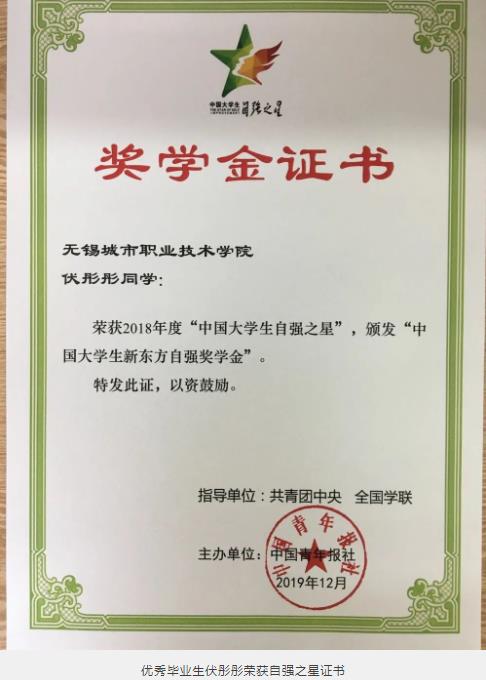 中国大学生
THE STAR OF SELF
IMPROVEMENT
自强之星
奖学金证书
无锡城市职业技术学院
伏彤彤同学：
荣获2018年度“中国大学生自强之星”，颁发“中
国大学生新东方自强奖学金”。
特发此证，以资鼓励。
指导单位：共青团中央 全国学联
主办单位：中国青年报社
中国青年报社
2019年12月
优秀毕业生伏彤彤荣获自强之星证书